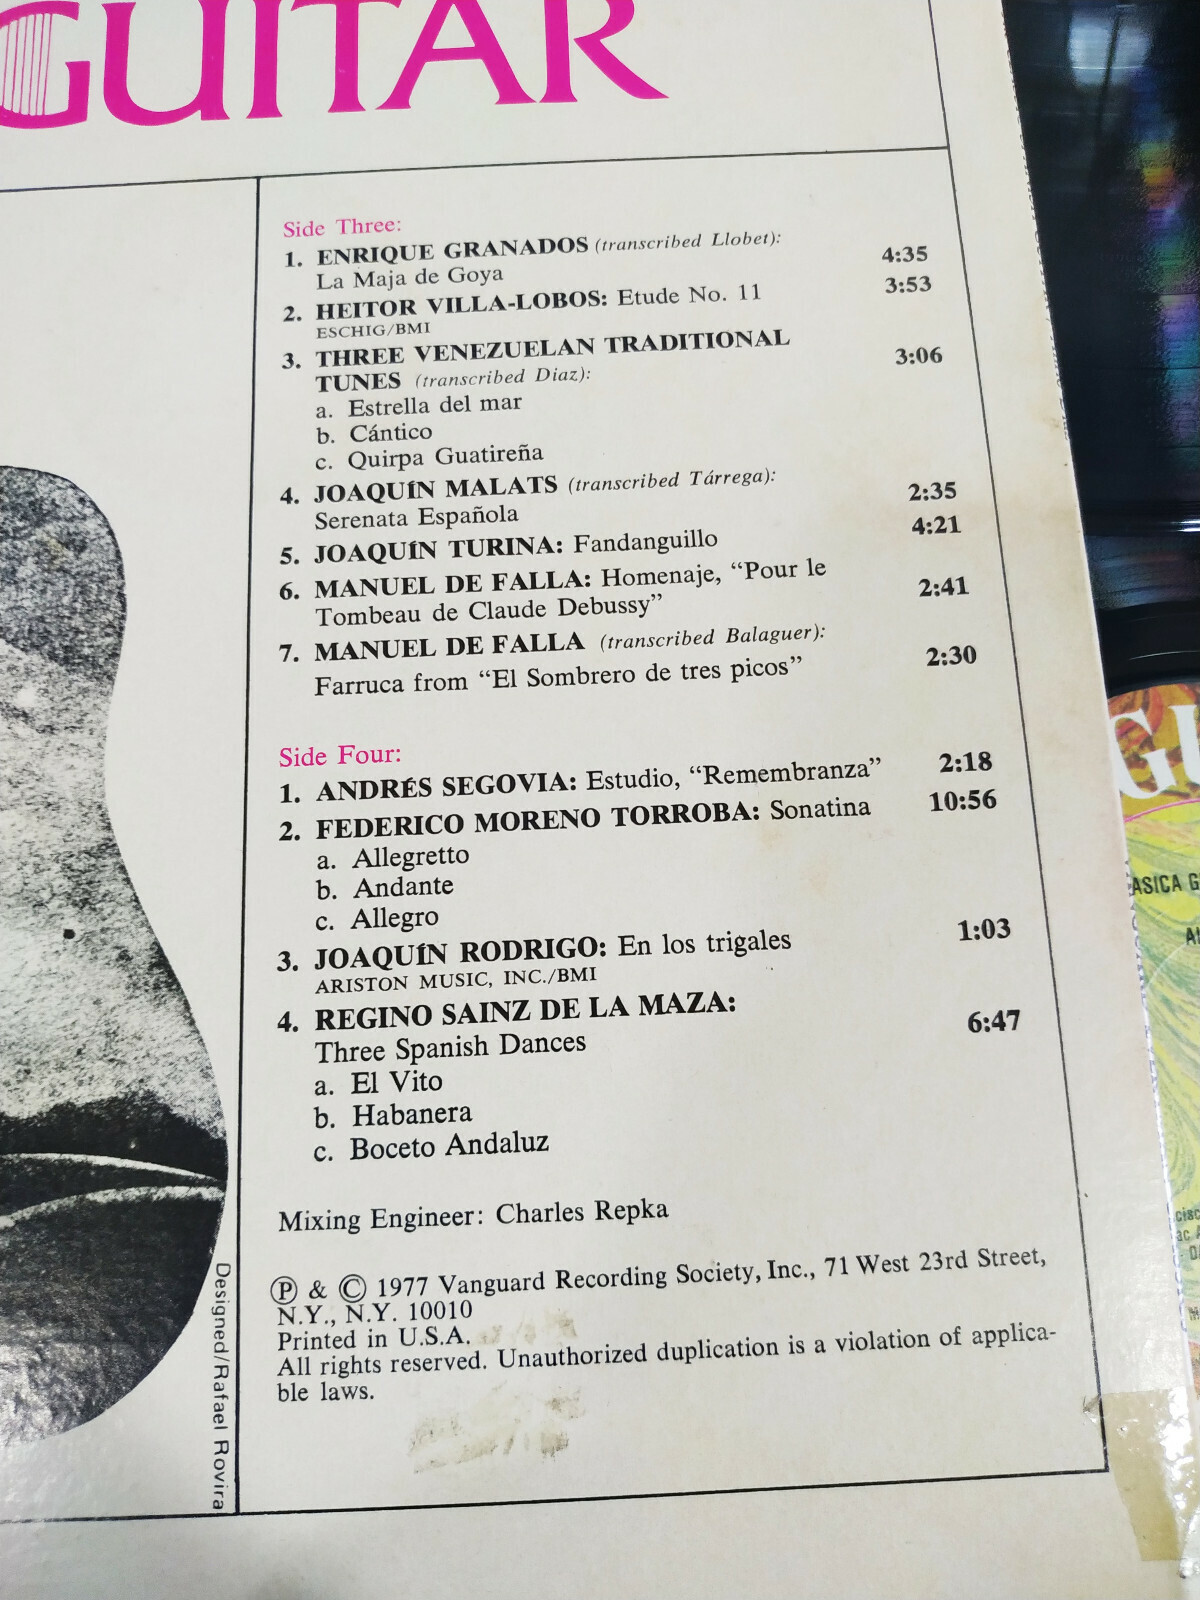 GUITAR
Side Three:
1. ENRIQUE GRANADOS (transcribed Llobet):
La Maja de Goya 4:35
2. HEITOR VILLA-LOBOS: Etude No. 11 3:53
ESCHIG/BMI
3. THREE VENEZUELAN TRADITIONAL
TUNES (transcribed Diaz): 3:06
a. Estrella del mar
b. Cántico
c. Quirpa Guatireña
4. JOAQUÍN MALATS (transcribed Tárrega):
Serenata Española 2:35
5. JOAQUÍN TURINA: Fandanguillo 4:21
6. MANUEL DE FALLA: Homenaje, “Pour le
Tombeau de Claude Debussy” 2:41
7. MANUEL DE FALLA (transcribed Balaguer):
Farruca from “El Sombrero de tres picos” 2:30
Side Four:
1. ANDRÉS SEGOVIA: Estudio, “Remembranza” 2:18
2. FEDERICO MORENO TORROBA: Sonatina 10:56
a. Allegretto
b. Andante
c. Allegro
3. JOAQUÍN RODRIGO: En los trigales 1:03
ARISTON MUSIC, INC./BMI
4. REGINO SAINZ DE LA MAZA:
Three Spanish Dances 6:47
a. El Vito
b. Habanera
c. Boceto Andaluz
Mixing Engineer: Charles Repka
Ⓟ & © 1977 Vanguard Recording Society, Inc., 71 West 23rd Street,
N.Y., N.Y. 10010
Printed in U.S.A.
All rights reserved. Unauthorized duplication is a violation of applica-
ble laws.
Designed/Rafael Rovira
GU
ASICA G